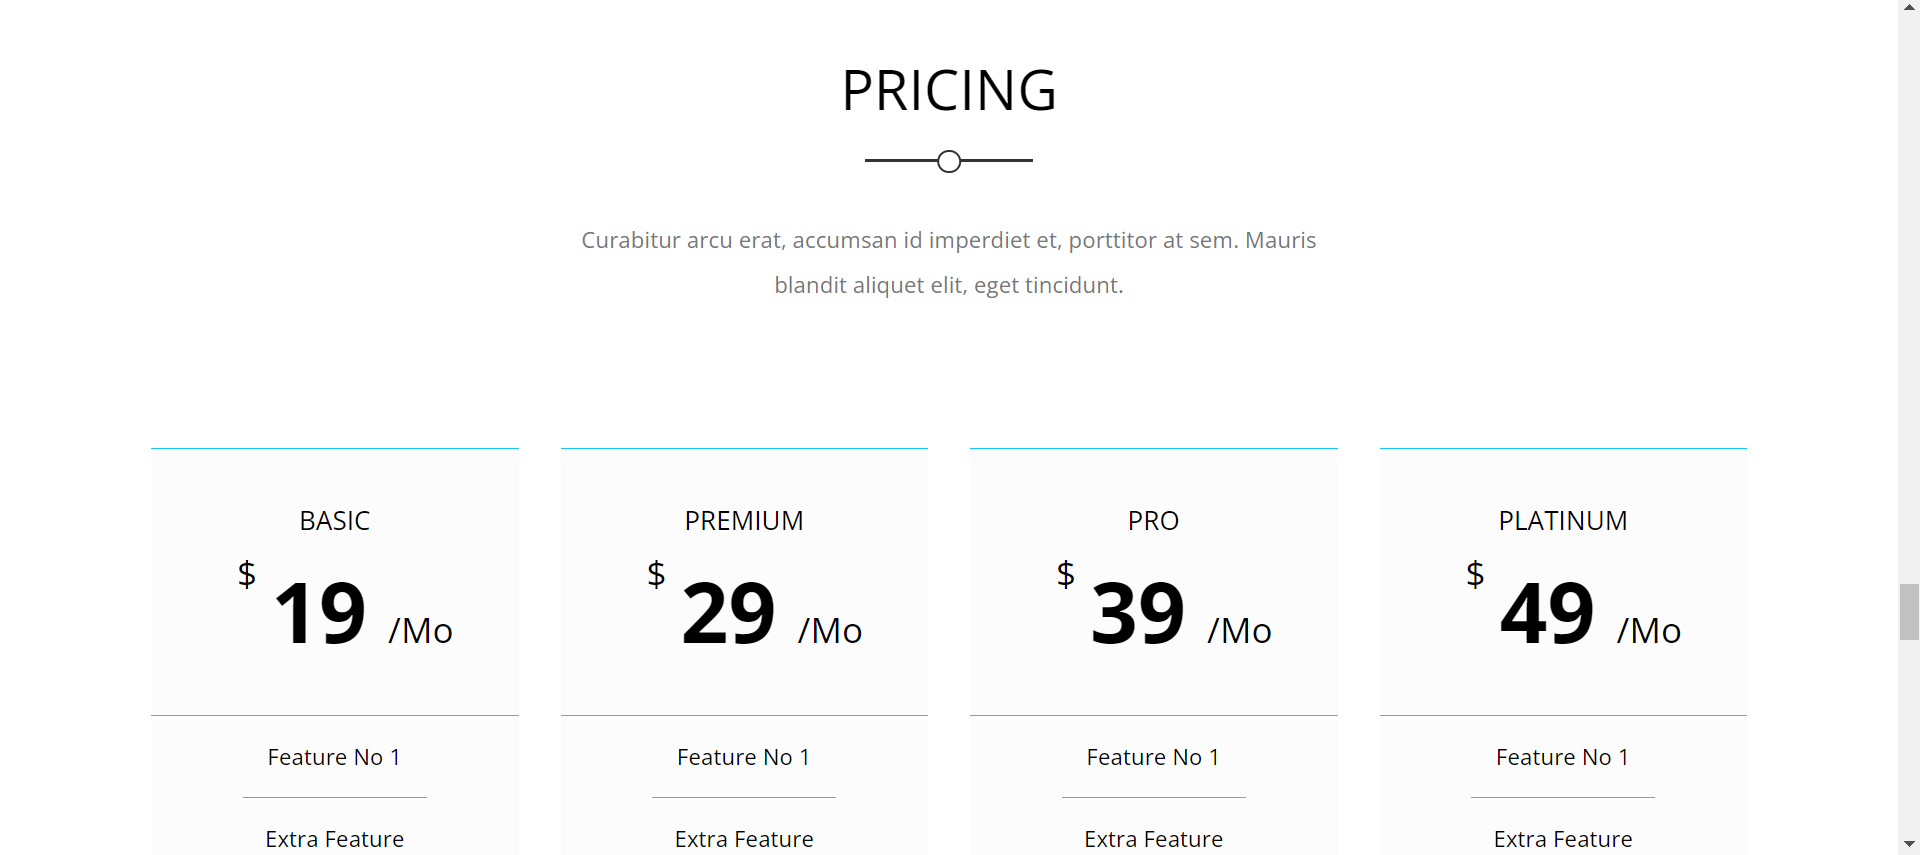 PRICING
Curabitur arcu erat, accumsan id imperdiet et, porttitor at sem. Mauris
blandit aliquet elit, eget tincidunt.
BASIC
$ 19 /Mo
Feature No 1
Extra Feature
PREMIUM
$ 29 /Mo
Feature No 1
Extra Feature
PRO
$ 39 /Mo
Feature No 1
Extra Feature
PLATINUM
$ 49 /Mo
Feature No 1
Extra Feature